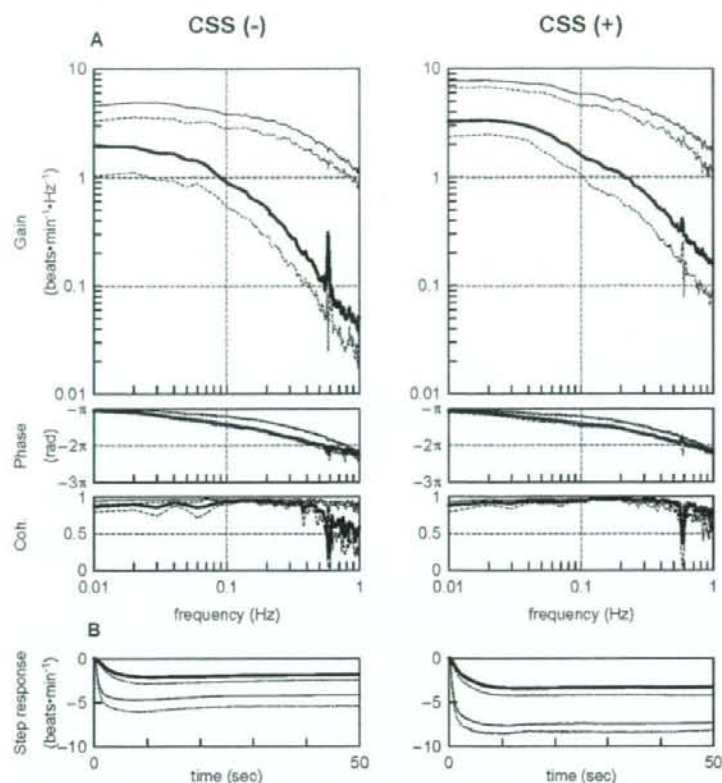 CSS (-)
CSS (+)
A
10
1
0.1
0.01
Gain
(beats•min⁻¹•Hz⁻¹)
10
1
0.1
0.01
−π
−2π
−3π
Phase
(rad)
−π
−2π
−3π
1
0.5
0
Coh.
1
0.5
0
0.01
0.1
1
0.01
0.1
1
frequency (Hz)
frequency (Hz)
B
0
−5
−10
Step response
(beats•min⁻¹)
0
−5
−10
0
50
0
50
time (sec)
time (sec)